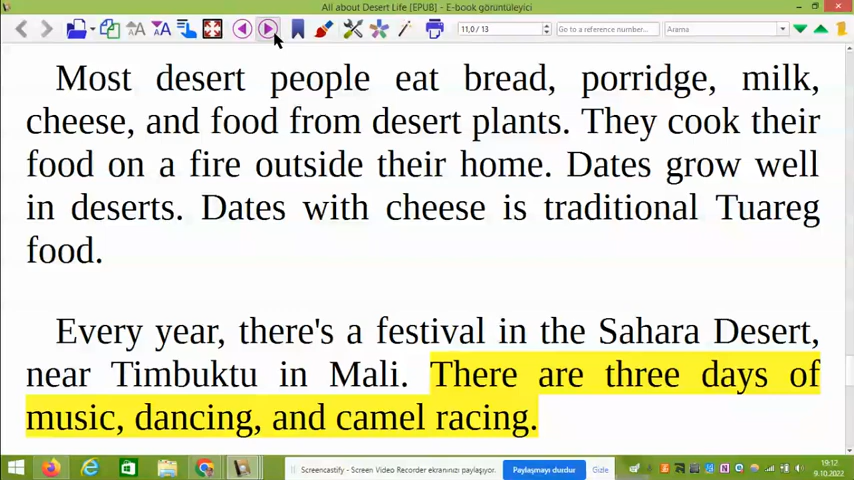 All about Desert Life [EPUB] - E-book görüntüleyici
11,0 / 13
Go to a reference number...
Arama
Most desert people eat bread, porridge, milk,
cheese, and food from desert plants. They cook their
food on a fire outside their home. Dates grow well
in deserts. Dates with cheese is traditional Tuareg
food.
Every year, there's a festival in the Sahara Desert,
near Timbuktu in Mali. There are three days of
music, dancing, and camel racing.
Screencastify - Screen Video Recorder ekranınızı paylaşıyor.
Paylaşmayı durdur
Gizle
19:12
9.10.2022